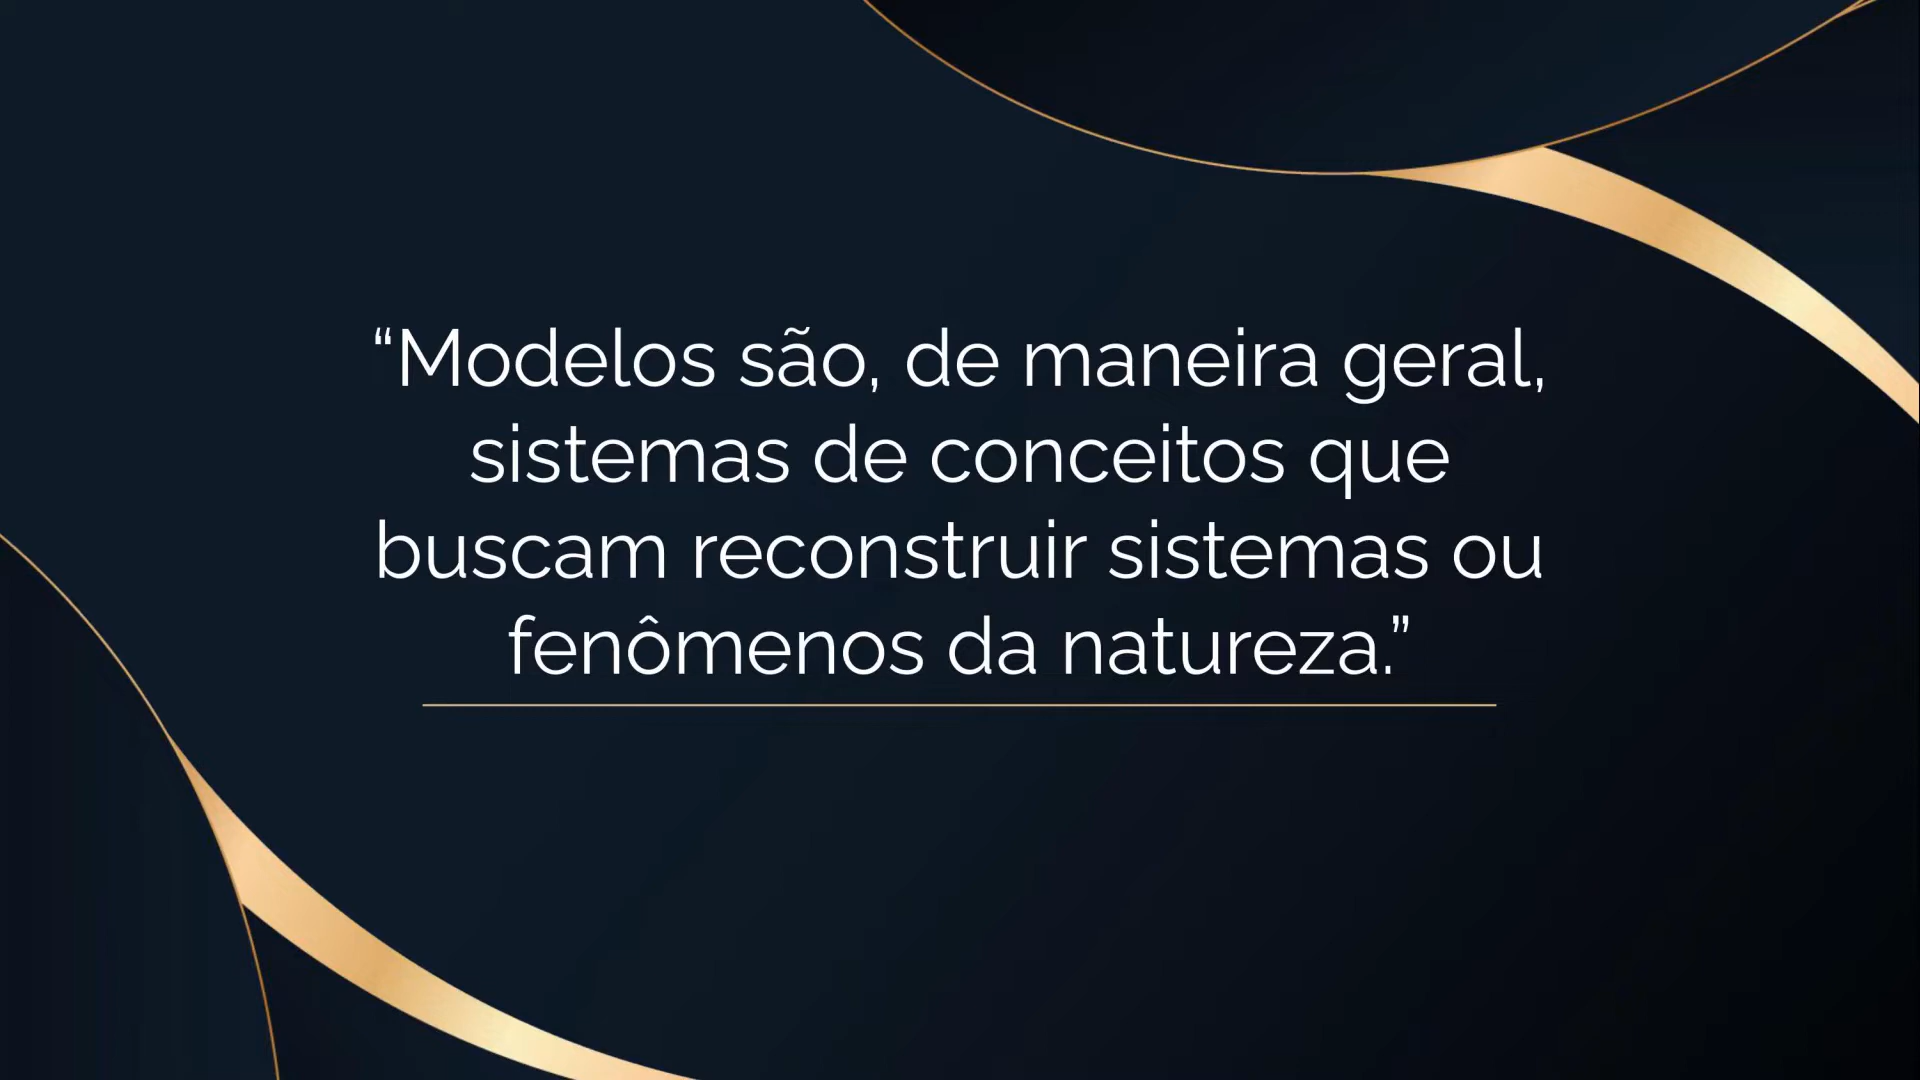 “Modelos são, de maneira geral,
sistemas de conceitos que
buscam reconstruir sistemas ou
fenômenos da natureza.”